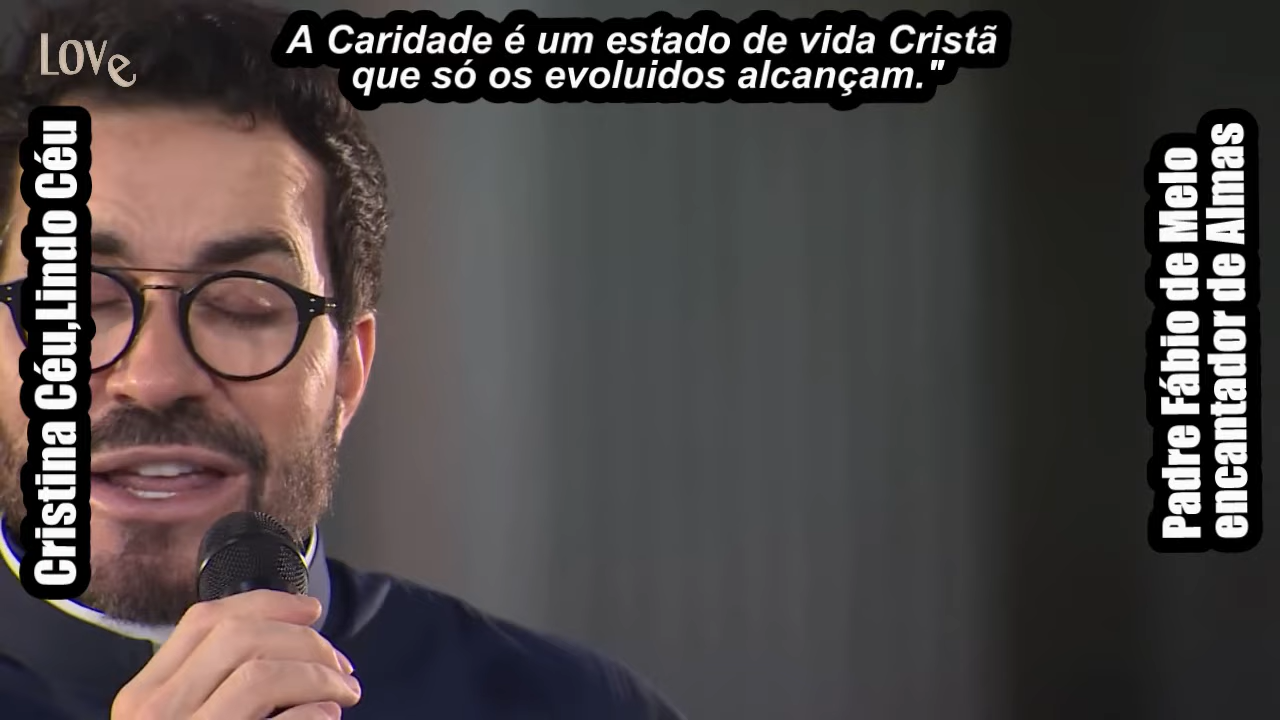 Love
A Caridade é um estado de vida Cristã
que só os evoluidos alcançam."
Cristina Céu,Lindo Céu
Padre Fábio de Melo
encantador de Almas